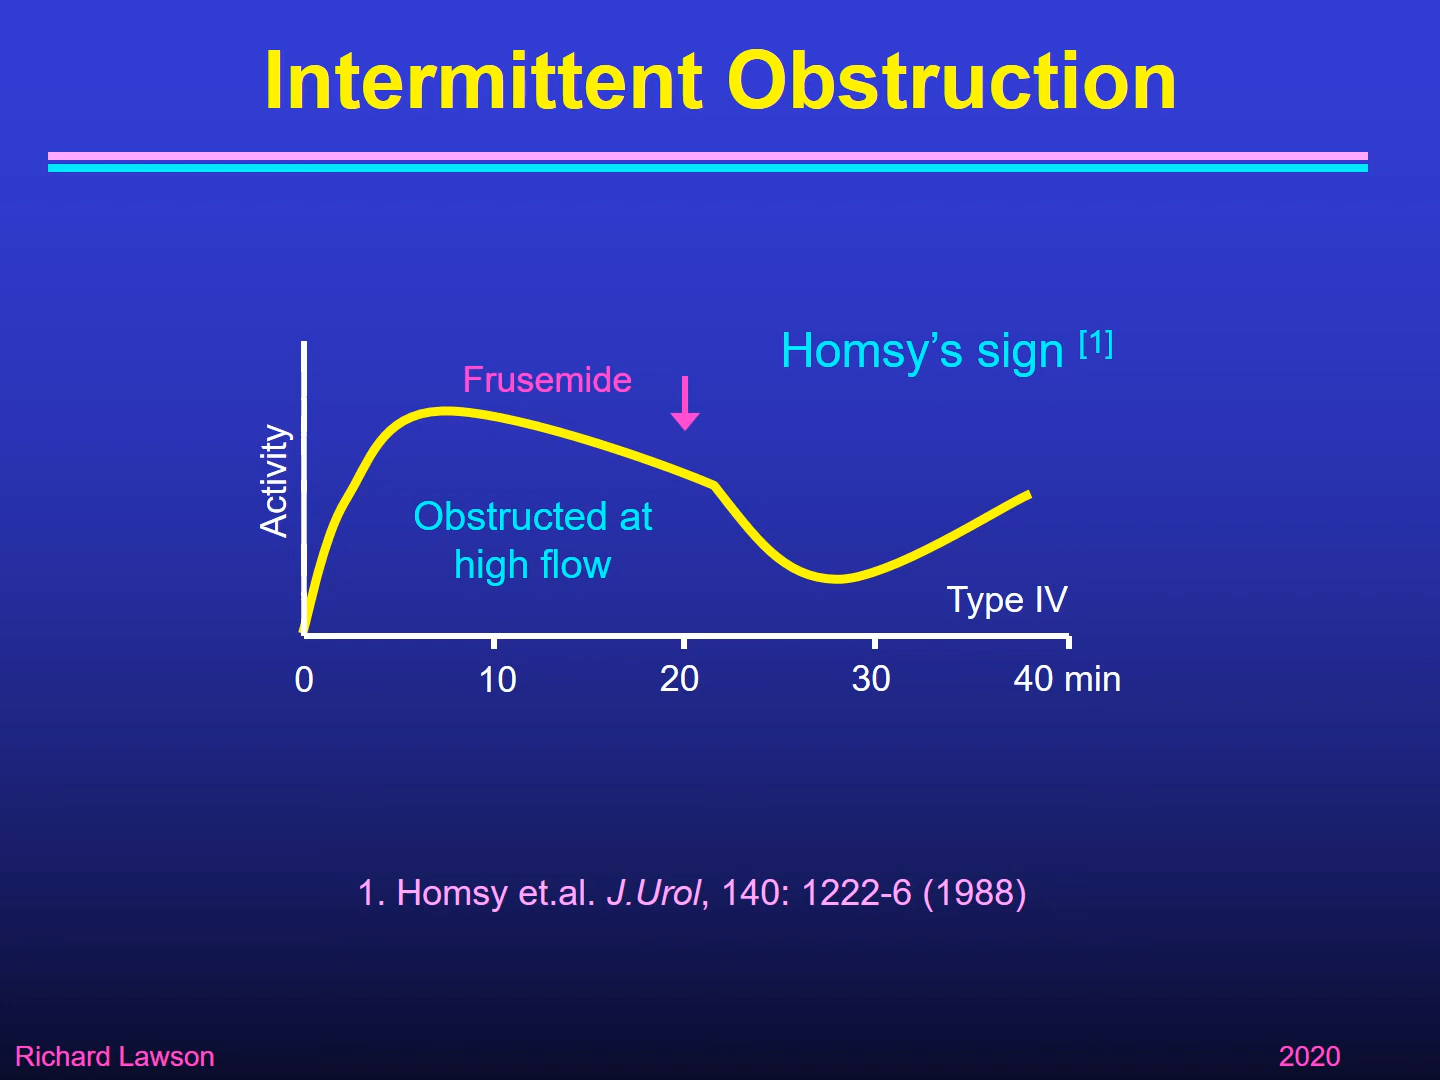 Intermittent Obstruction
Homsy’s sign [1]
Frusemide
Activity
Obstructed at
high flow
Type IV
0 10 20 30 40 min
1. Homsy et.al. J.Urol, 140: 1222-6 (1988)
Richard Lawson 2020